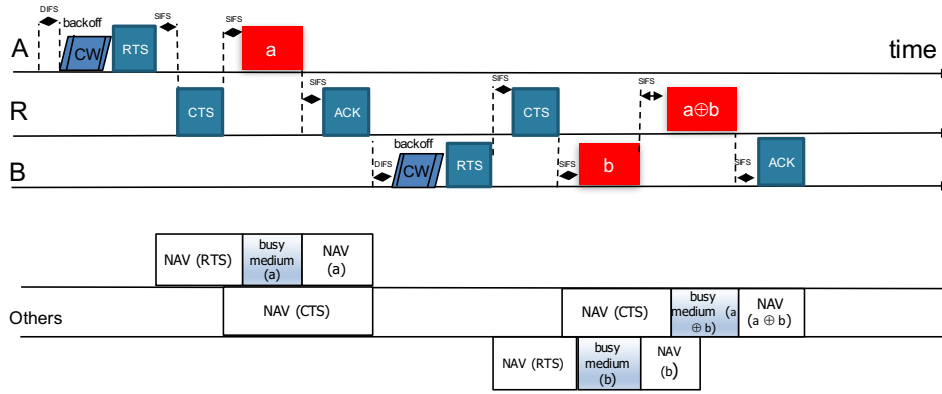 DIFS
backoff
SIFS
SIFS
A
CW
RTS
a
time
SIFS
SIFS
SIFS
R
CTS
ACK
CTS
a⊕b
backoff
DIFS
SIFS
SIFS
B
CW
RTS
b
ACK
NAV (RTS)
busy
medium
(a)
NAV
(a)
Others
NAV (CTS)
NAV (CTS)
busy
medium (a
⊕ b)
NAV
(a ⊕ b)
NAV (RTS)
busy
medium
(b)
NAV
(b)